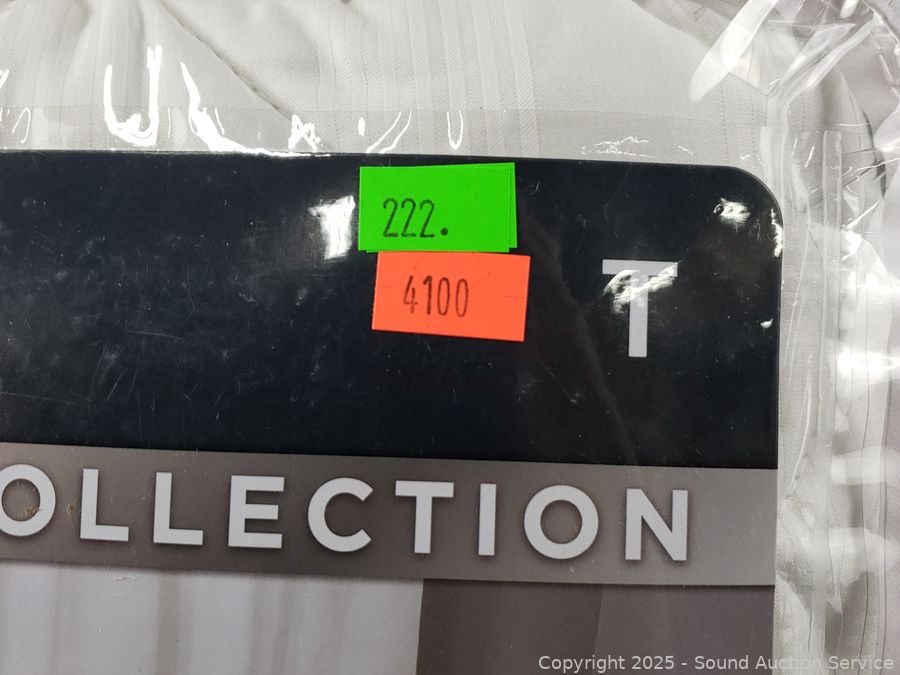 222.
4100
T
OLLECTION
Copyright 2025 - Sound Auction Service